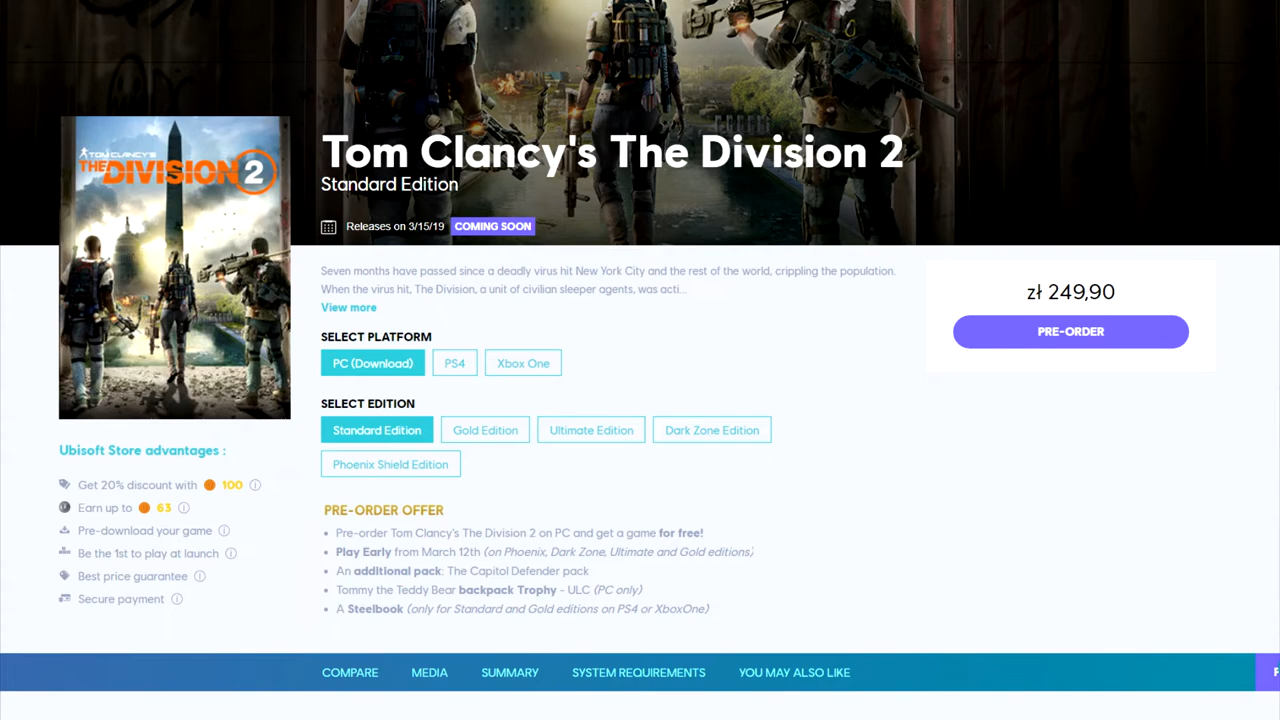 TOM CLANCY'S
THE DIVISION 2
Tom Clancy's The Division 2
Standard Edition
Releases on 3/15/19 COMING SOON
Seven months have passed since a deadly virus hit New York City and the rest of the world, crippling the population.
When the virus hit, The Division, a unit of civilian sleeper agents, was acti...
View more
SELECT PLATFORM
PC (Download) PS4 Xbox One
SELECT EDITION
Standard Edition Gold Edition Ultimate Edition Dark Zone Edition
Phoenix Shield Edition
zł 249,90
PRE-ORDER
Ubisoft Store advantages :
Get 20% discount with 100
Earn up to 63
Pre-download your game
Be the 1st to play at launch
Best price guarantee
Secure payment
PRE-ORDER OFFER
• Pre-order Tom Clancy's The Division 2 on PC and get a game for free!
• Play Early from March 12th (on Phoenix, Dark Zone, Ultimate and Gold editions)
• An additional pack: The Capitol Defender pack
• Tommy the Teddy Bear backpack Trophy - ULC (PC only)
• A Steelbook (only for Standard and Gold editions on PS4 or XboxOne)
COMPARE MEDIA SUMMARY SYSTEM REQUIREMENTS YOU MAY ALSO LIKE